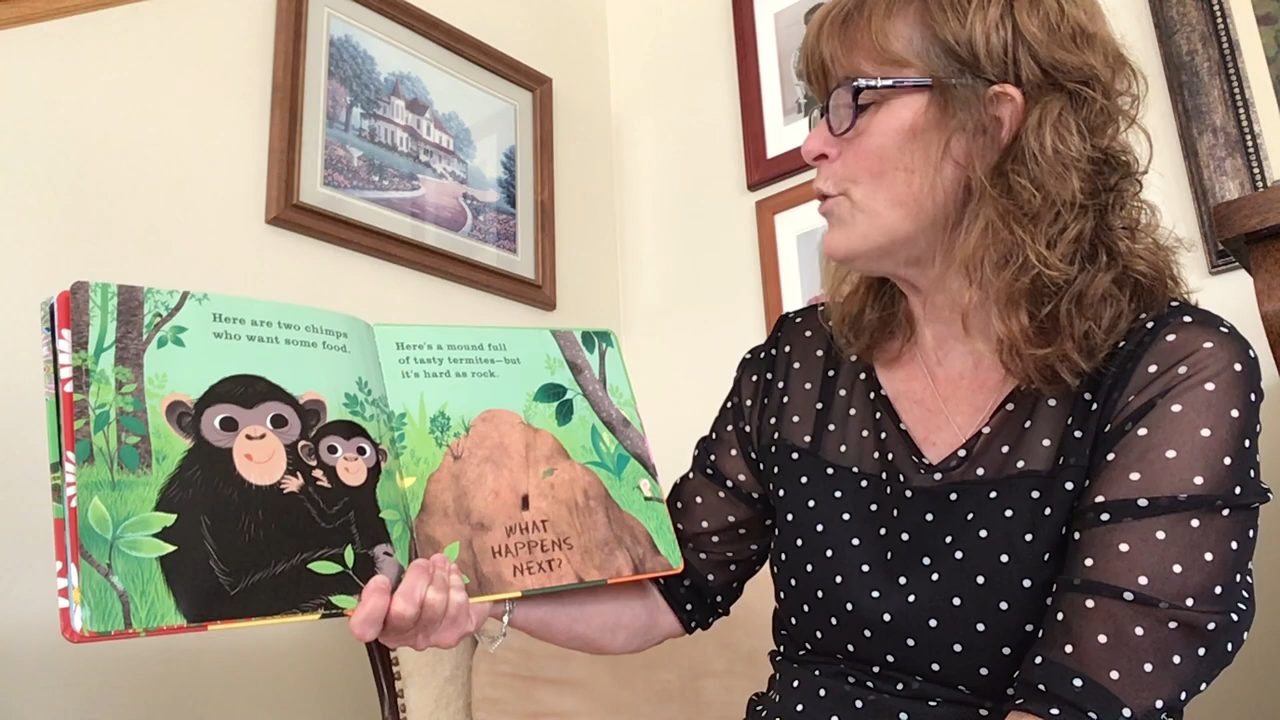 Here are two chimps
who want some food.
Here's a mound full
of tasty termites—but
it's hard as rock.
WHAT
HAPPENS
NEXT?